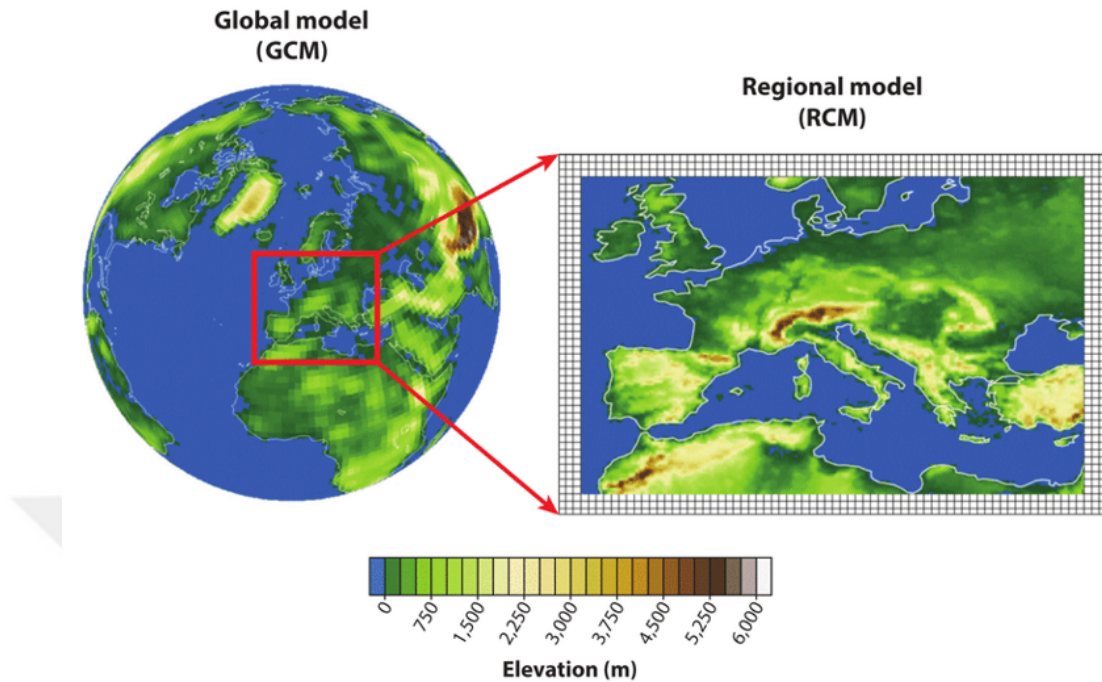 Global model
(GCM)
Regional model
(RCM)
0
750
1,500
2,250
3,000
3,750
4,500
5,250
6,000
Elevation (m)